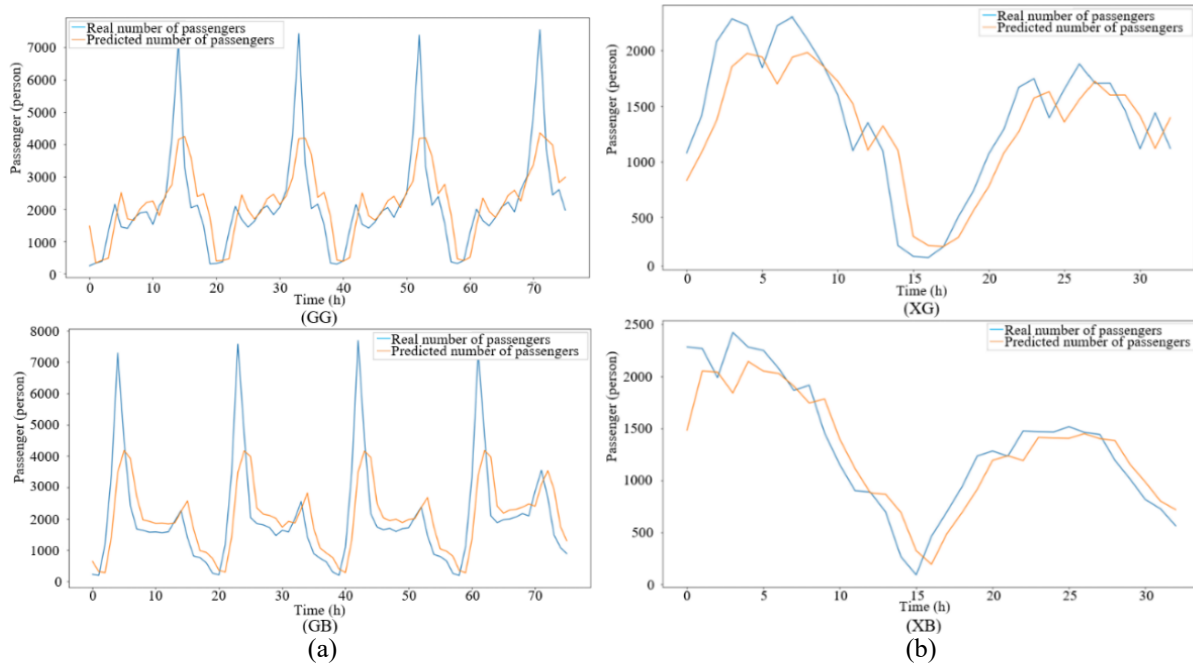 Real number of passengers
Predicted number of passengers
7000
6000
5000
4000
3000
2000
1000
0
Passenger (person)
0 10 20 30 40 50 60 70
Time (h)
(GG)
Real number of passengers
Predicted number of passengers
2000
1500
1000
500
0
Passenger (person)
0 5 10 15 20 25 30
Time (h)
(XG)
Real number of passengers
Predicted number of passengers
8000
7000
6000
5000
4000
3000
2000
1000
0
Passenger (person)
0 10 20 30 40 50 60 70
Time (h)
(GB)
(a)
Real number of passengers
Predicted number of passengers
2500
2000
1500
1000
500
0
Passenger (person)
0 5 10 15 20 25 30
Time (h)
(XB)
(b)